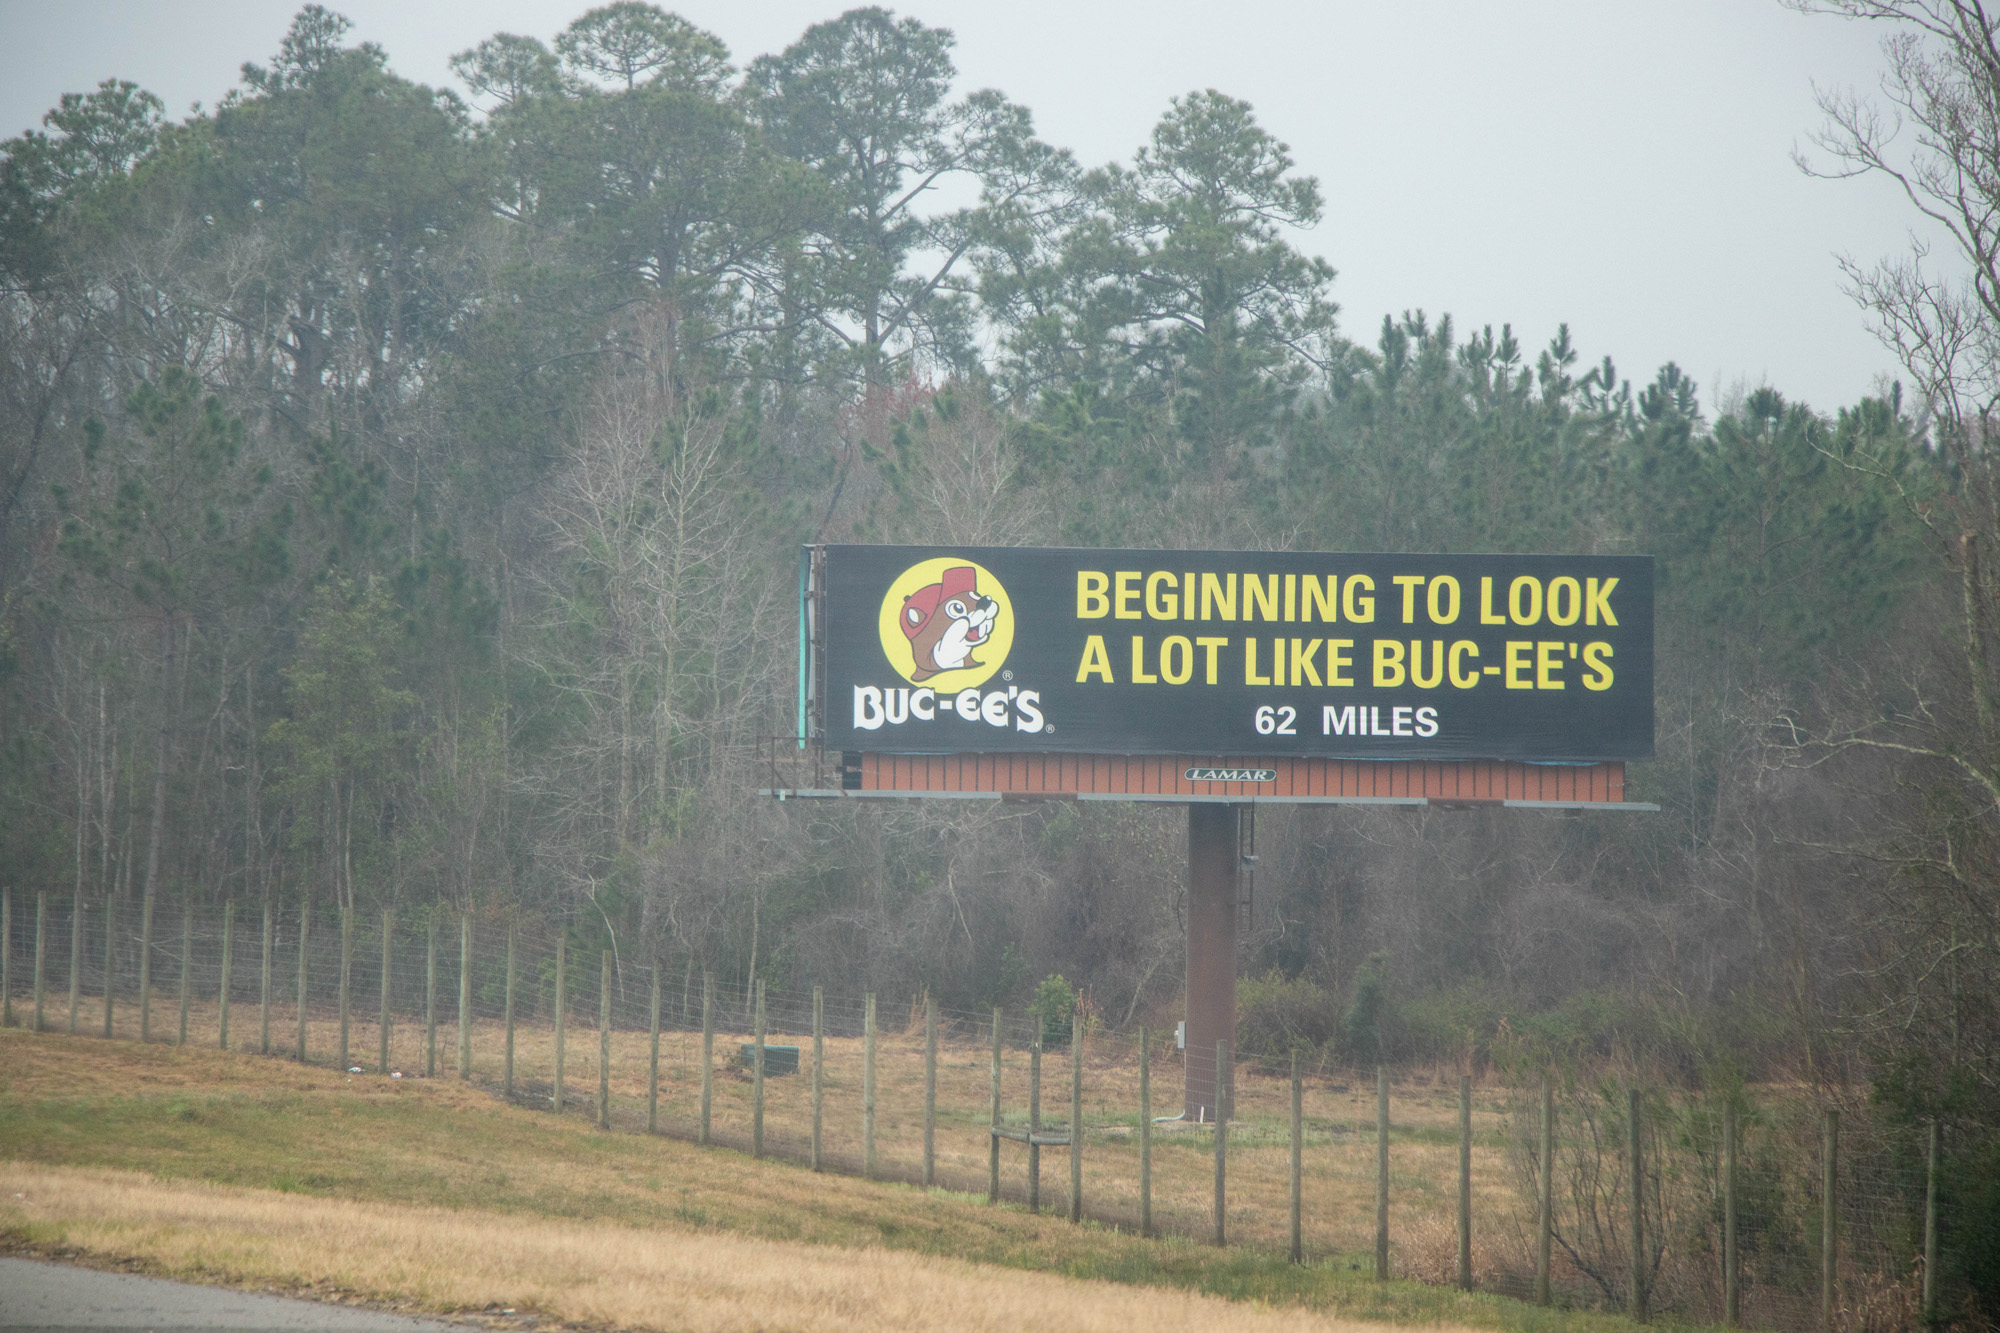 BUC-EE'S
BEGINNING TO LOOK
A LOT LIKE BUC-EE'S
62 MILES
LAMAR